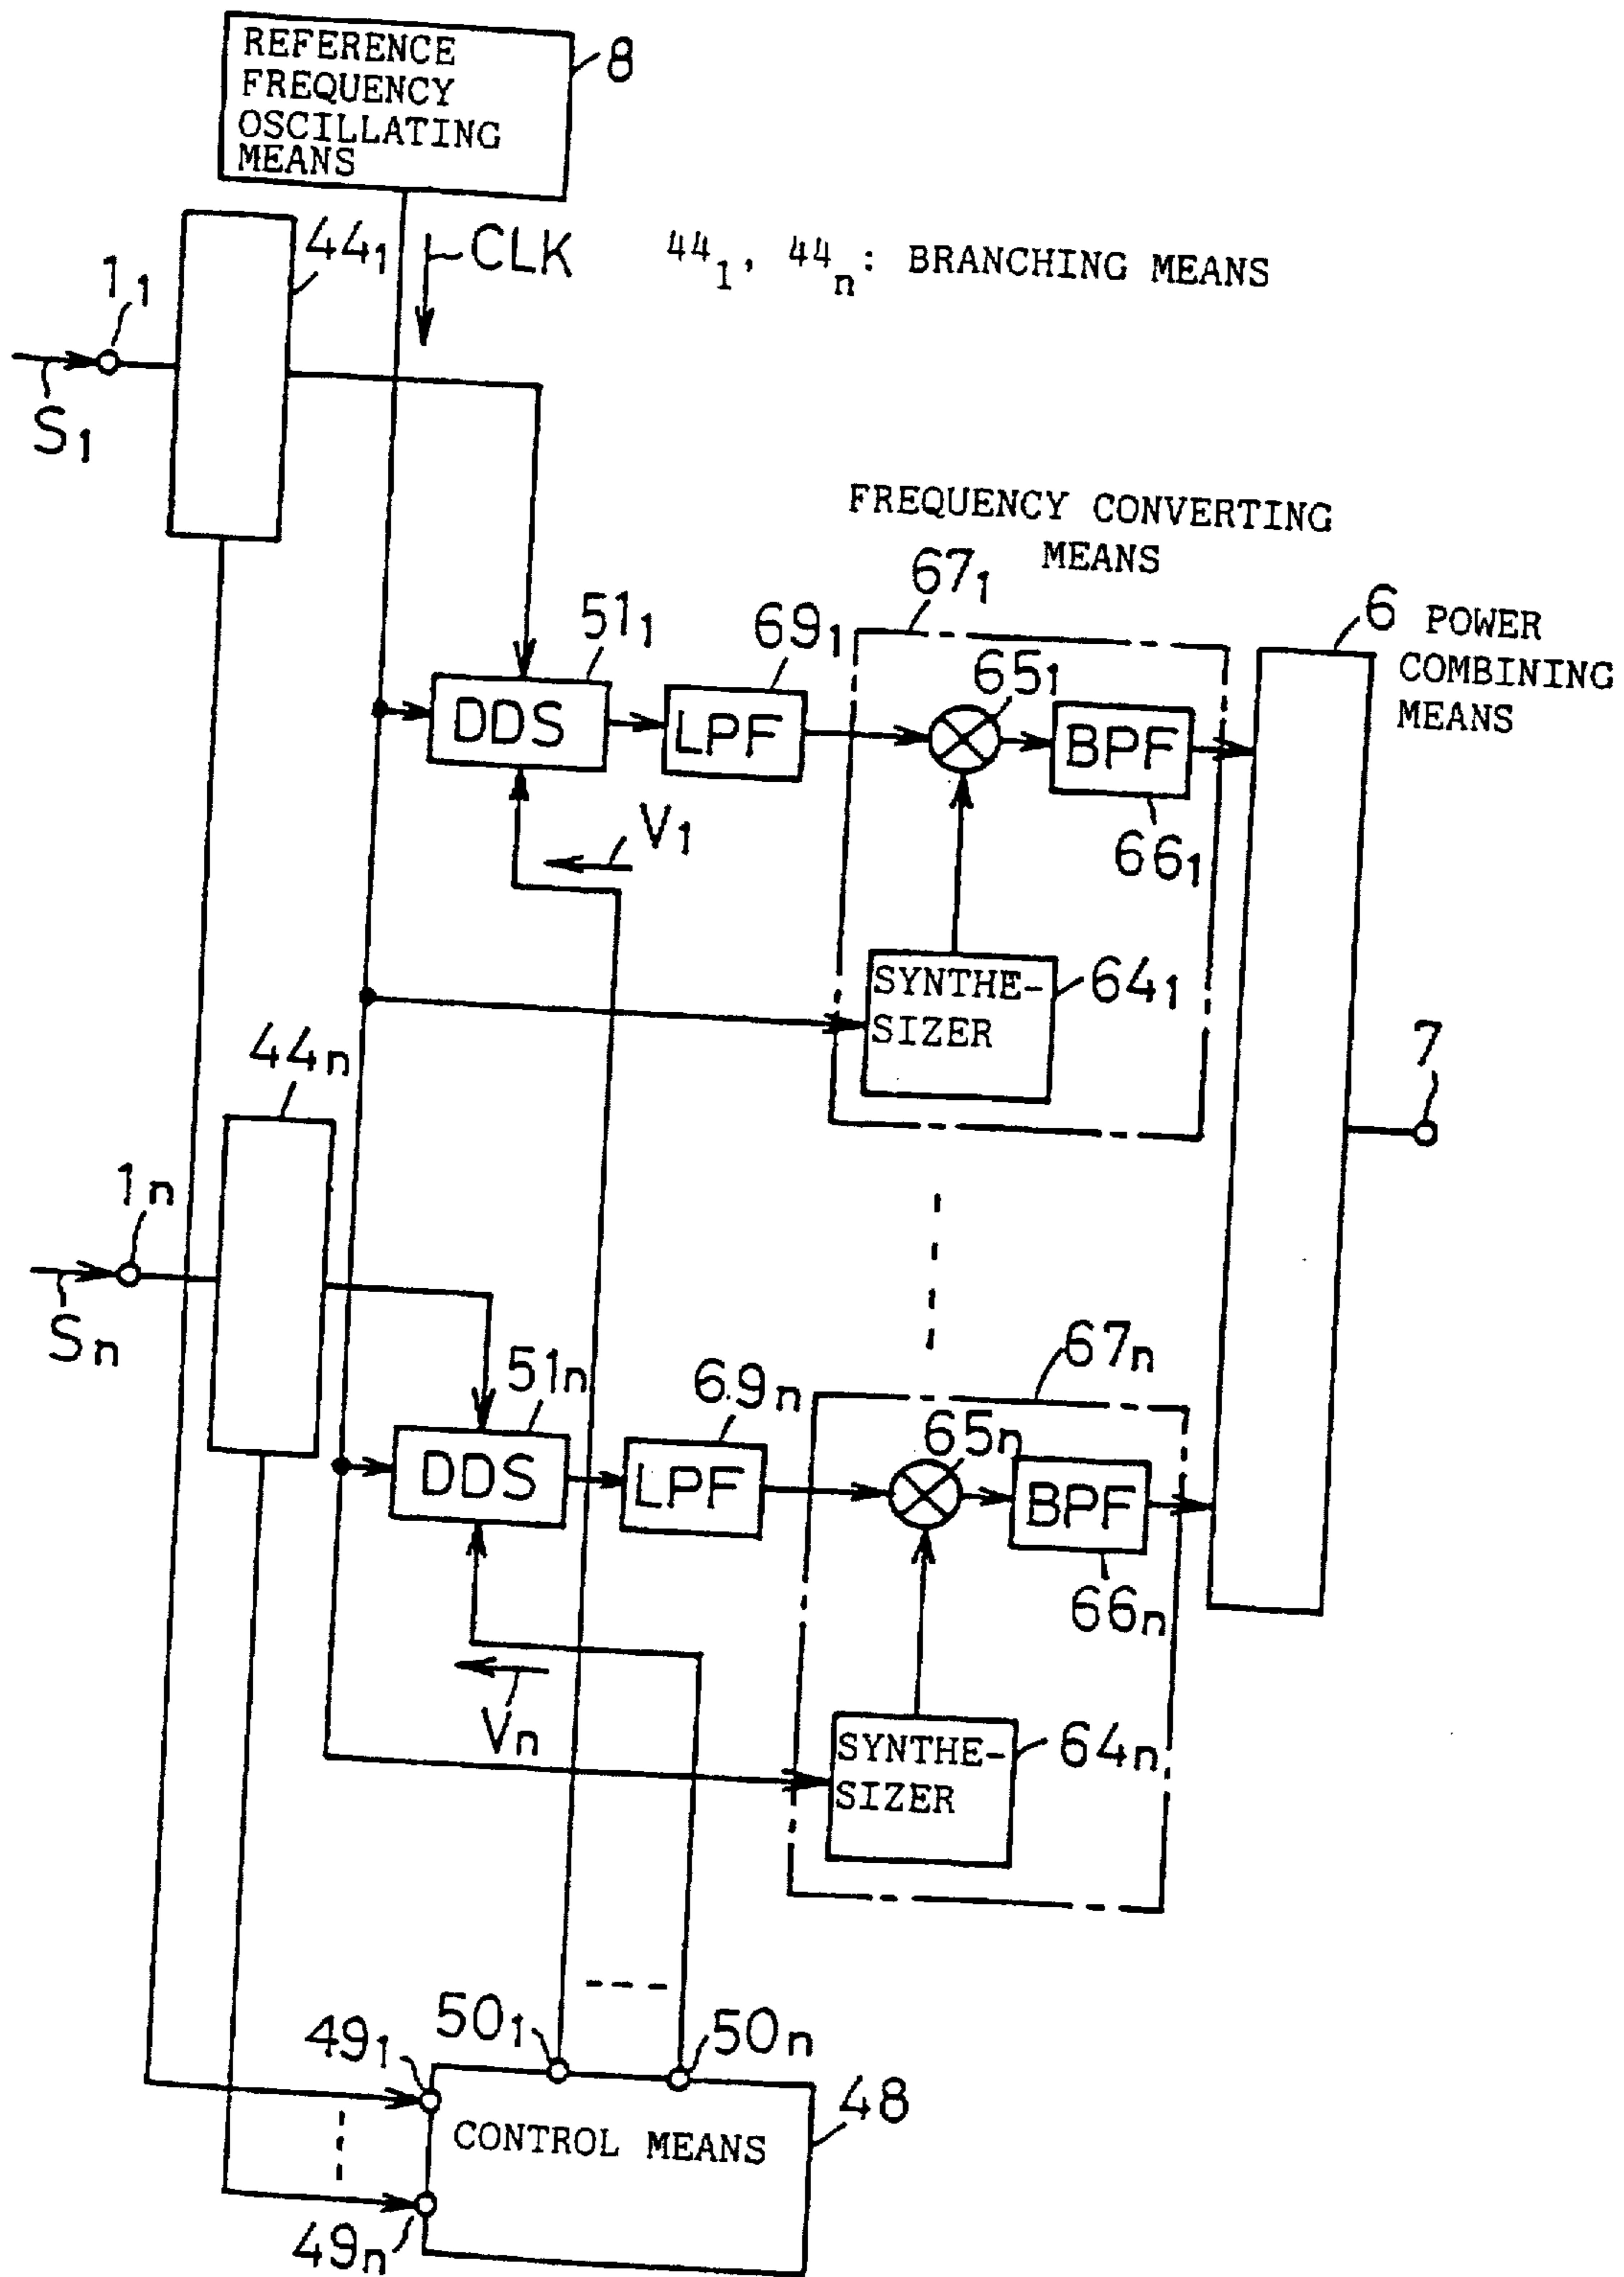 REFERENCE
FREQUENCY
OSCILLATING
MEANS
8
44₁
CLK
44₁, 44ₙ: BRANCHING MEANS
1₁
S₁
FREQUENCY CONVERTING
MEANS
67₁
6 POWER
COMBINING
MEANS
51₁
69₁
65₁
DDS
LPF
BPF
V₁
66₁
SYNTHE-
SIZER
64₁
7
44ₙ
1ₙ
Sₙ
67ₙ
51ₙ
69ₙ
65ₙ
DDS
LPF
BPF
66ₙ
Vₙ
SYNTHE-
SIZER
64ₙ
50₁
50ₙ
49₁
48
CONTROL MEANS
49ₙ